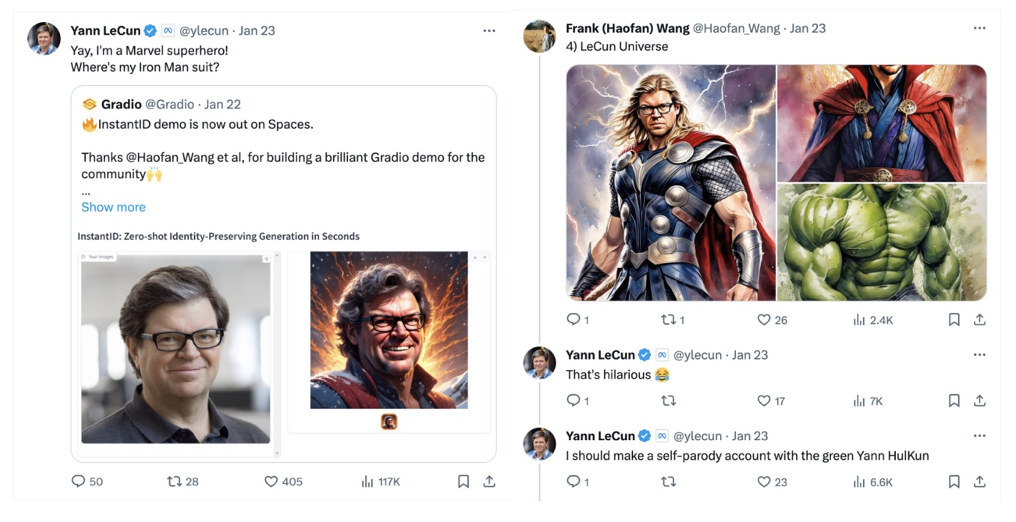 Yann LeCun @ylecun · Jan 23
Yay, I'm a Marvel superhero!
Where's my Iron Man suit?
Gradio @Gradio · Jan 22
🔥InstantID demo is now out on Spaces.
Thanks @Haofan_Wang et al, for building a brilliant Gradio demo for the
community🙌
...
Show more
InstantID: Zero-shot Identity-Preserving Generation in Seconds
Your images
50 28 405 117K
Frank (Haofan) Wang @Haofan_Wang · Jan 23
4) LeCun Universe
1 1 26 2.4K
Yann LeCun @ylecun · Jan 23
That's hilarious 😂
1 17 7K
Yann LeCun @ylecun · Jan 23
I should make a self-parody account with the green Yann HulKun
1 23 6.6K